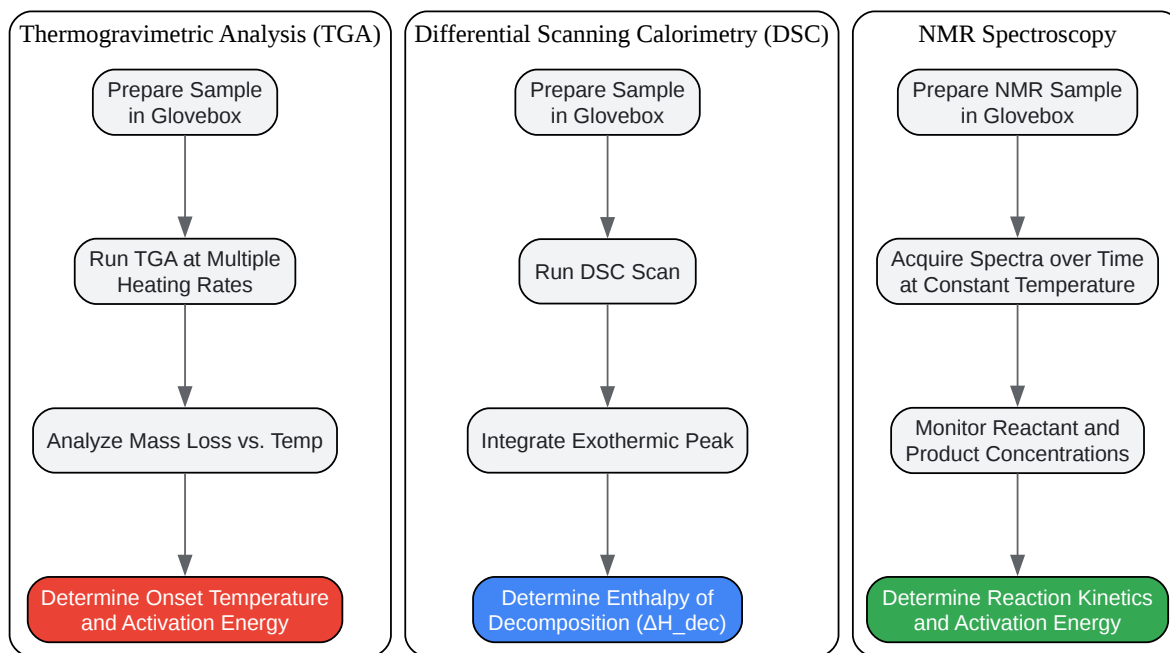 Thermogravimetric Analysis (TGA)
Prepare Sample
in Glovebox
Run TGA at Multiple
Heating Rates
Analyze Mass Loss vs. Temp
Determine Onset Temperature
and Activation Energy
Differential Scanning Calorimetry (DSC)
Prepare Sample
in Glovebox
Run DSC Scan
Integrate Exothermic Peak
Determine Enthalpy of
Decomposition (ΔH_dec)
NMR Spectroscopy
Prepare NMR Sample
in Glovebox
Acquire Spectra over Time
at Constant Temperature
Monitor Reactant and
Product Concentrations
Determine Reaction Kinetics
and Activation Energy